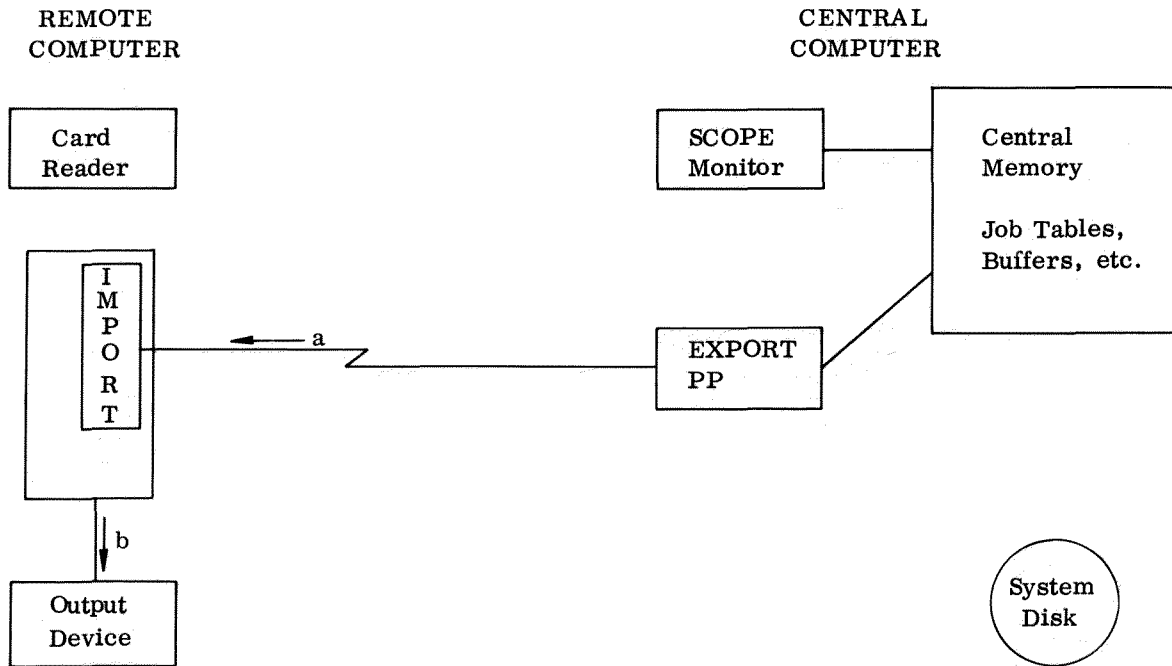 REMOTE
COMPUTER
CENTRAL
COMPUTER
Card
Reader
SCOPE
Monitor
Central
Memory
Job Tables,
Buffers, etc.
IMPORT
a
EXPORT
PP
b
Output
Device
System
Disk